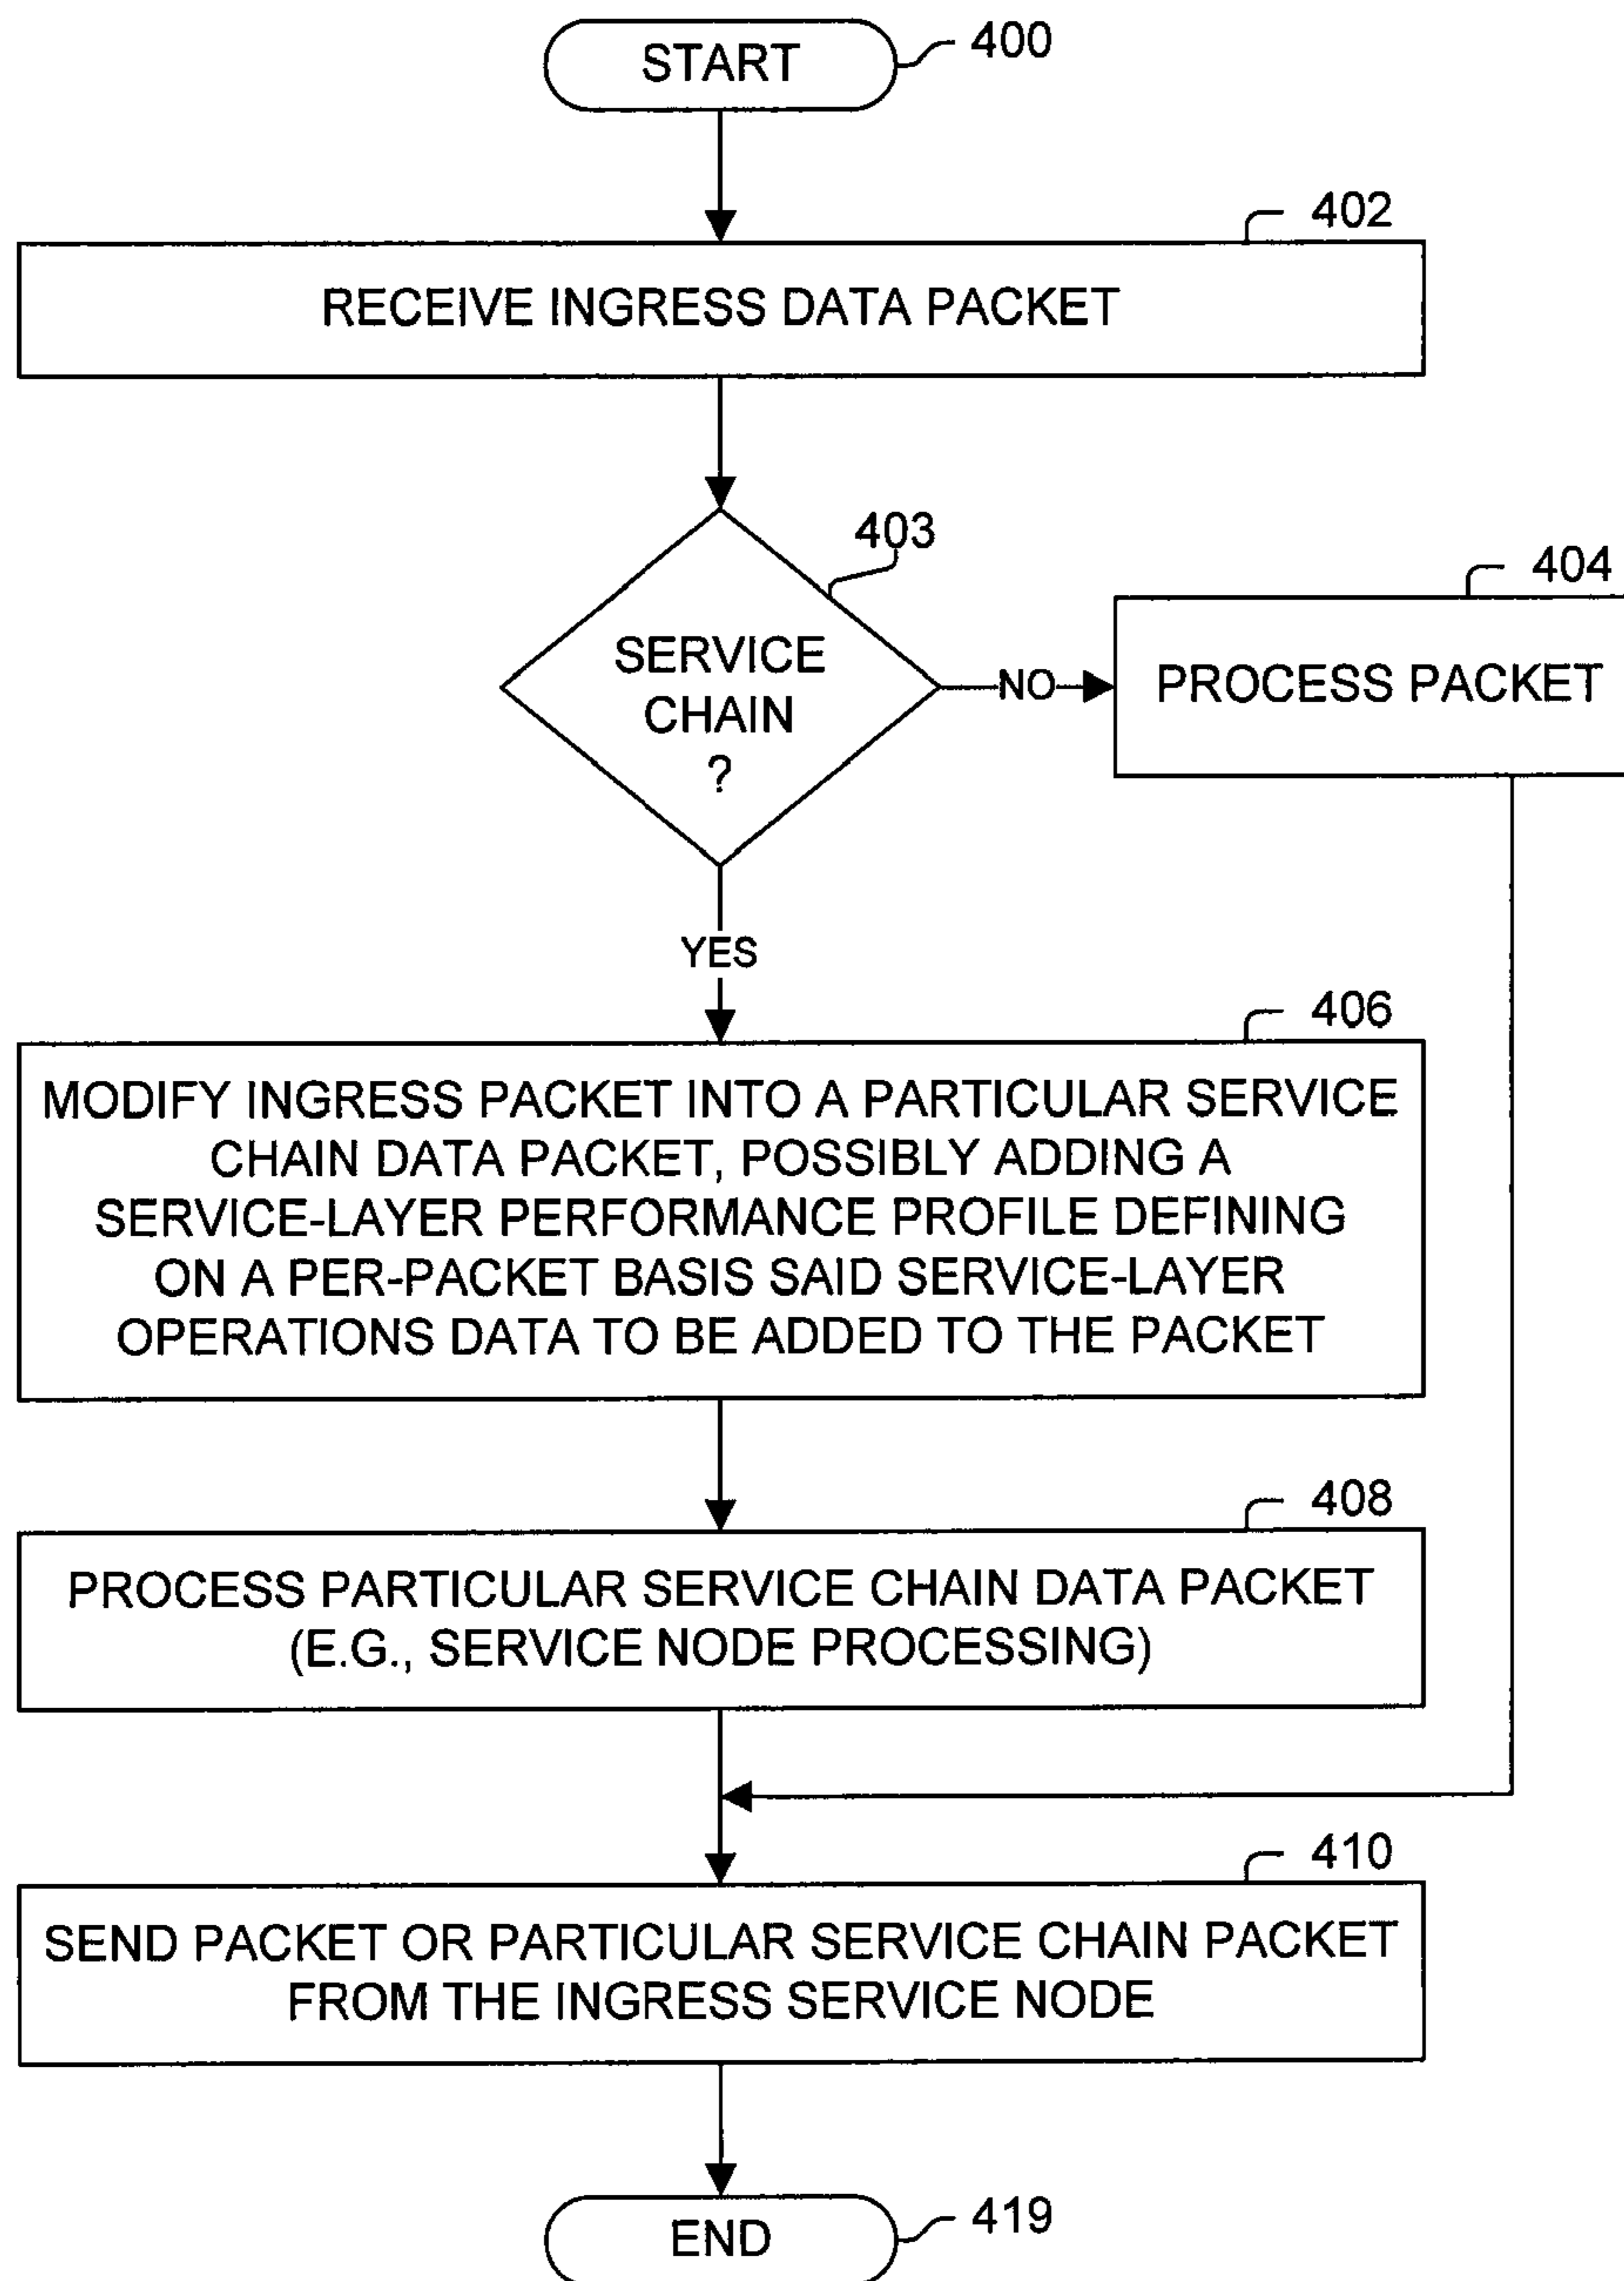 START
400
402
RECEIVE INGRESS DATA PACKET
403
SERVICE
CHAIN
?
NO
404
PROCESS PACKET
YES
406
MODIFY INGRESS PACKET INTO A PARTICULAR SERVICE
CHAIN DATA PACKET, POSSIBLY ADDING A
SERVICE-LAYER PERFORMANCE PROFILE DEFINING
ON A PER-PACKET BASIS SAID SERVICE-LAYER
OPERATIONS DATA TO BE ADDED TO THE PACKET
408
PROCESS PARTICULAR SERVICE CHAIN DATA PACKET
(E.G., SERVICE NODE PROCESSING)
410
SEND PACKET OR PARTICULAR SERVICE CHAIN PACKET
FROM THE INGRESS SERVICE NODE
END
419